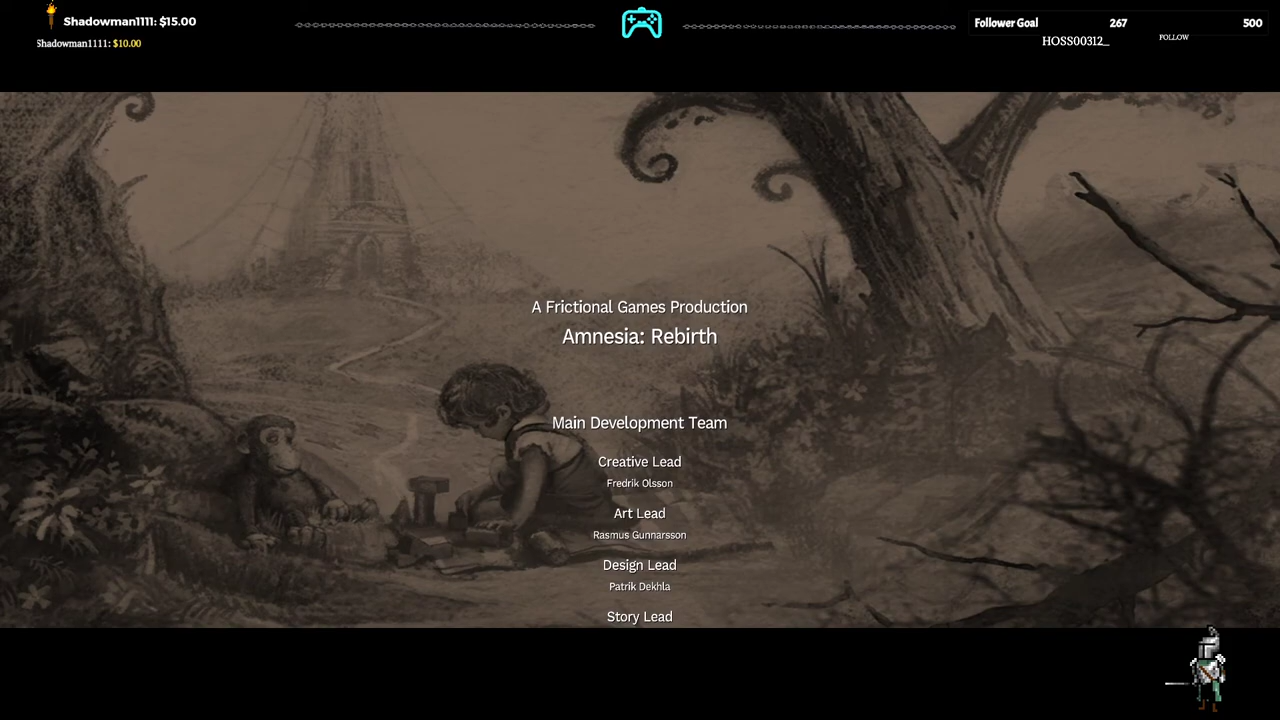 Shadowman1111: $15.00
Shadowman1111: $10.00
Follower Goal 267 500
HOSS00312_ FOLLOW
A Frictional Games Production
Amnesia: Rebirth
Main Development Team
Creative Lead
Fredrik Olsson
Art Lead
Rasmus Gunnarsson
Design Lead
Patrik Dekhla
Story Lead